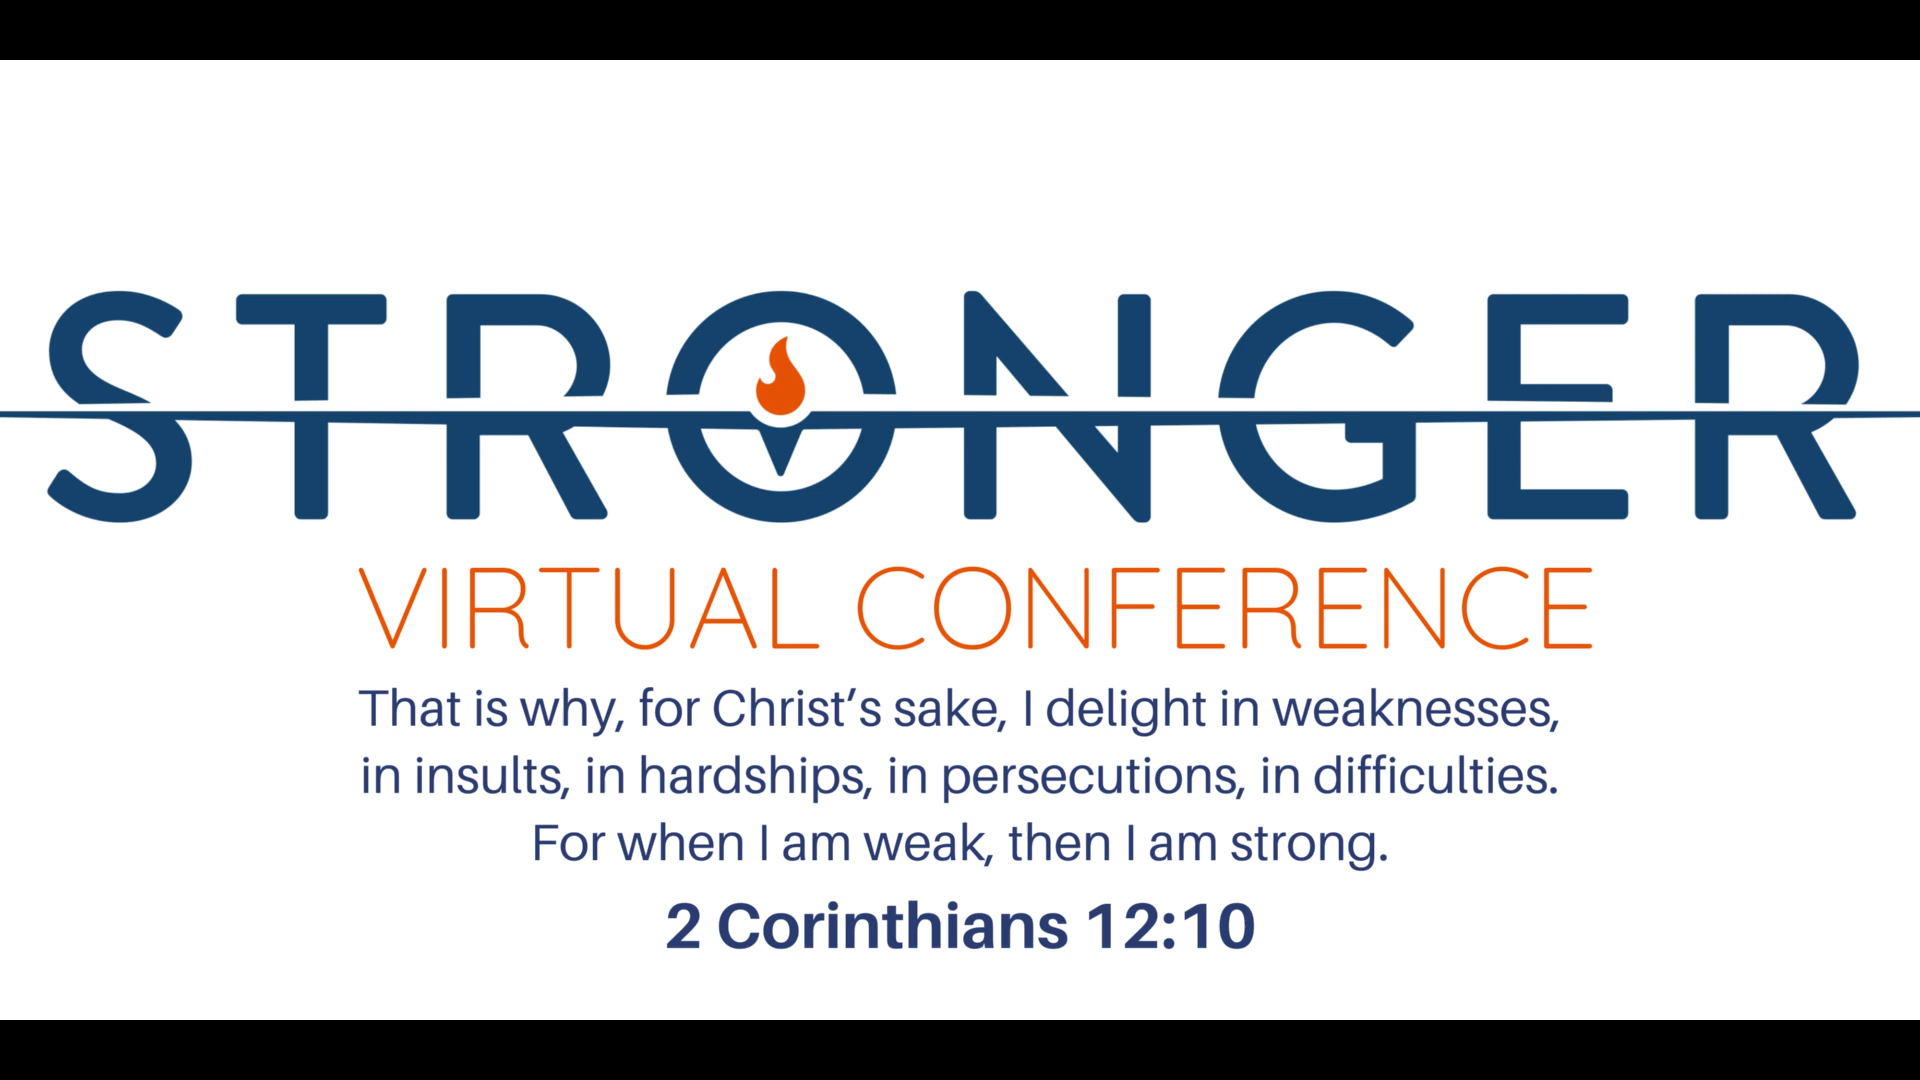 STRONGER
VIRTUAL CONFERENCE
That is why, for Christ’s sake, I delight in weaknesses,
in insults, in hardships, in persecutions, in difficulties.
For when I am weak, then I am strong.
2 Corinthians 12:10